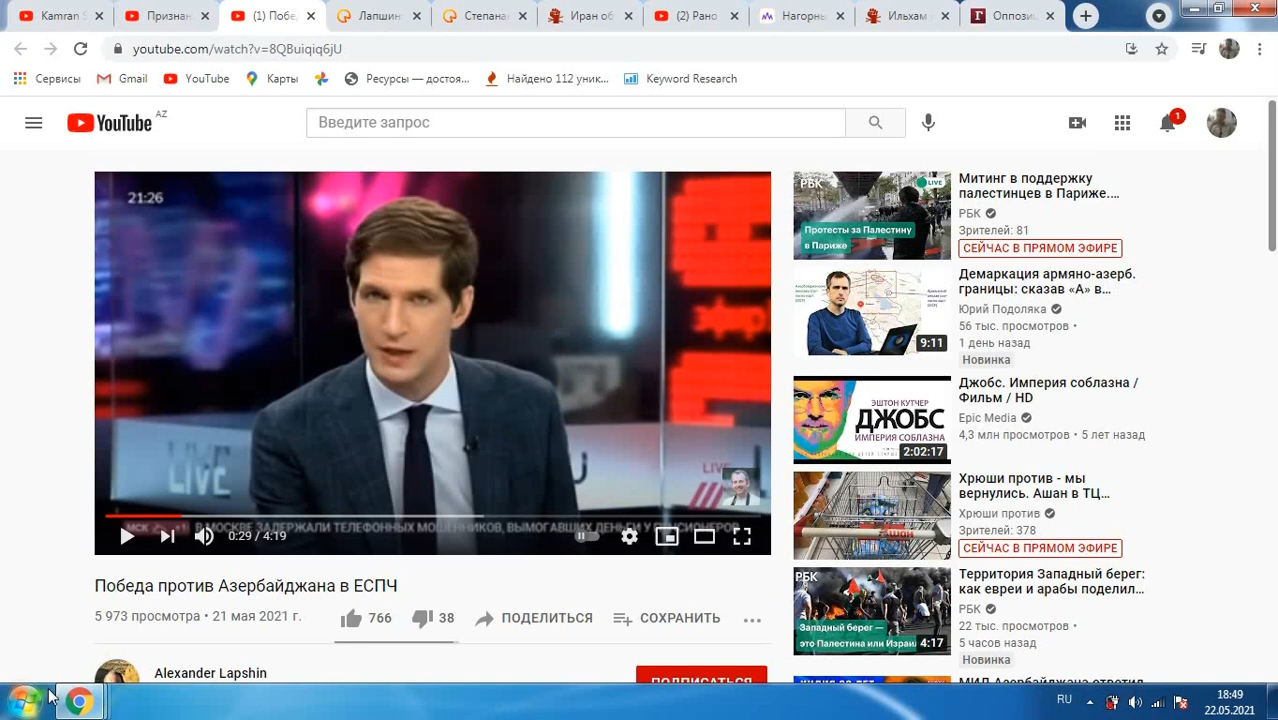 Kamran S
Признани
(1) Побе
Лапшин
Степана
Иран об
(2) Рано
Нагорны
Ильхам
Оппози
youtube.com/watch?v=8QBuiqiq6jU
Сервисы
Gmail
YouTube
Карты
Ресурсы — достоя...
Найдено 112 уник...
Keyword Research
YouTube
AZ
Введите запрос
1
21:26
LIVE
МСК
В МОСКВЕ ЗАДЕРЖАЛИ ТЕЛЕФОННЫХ МОШЕННИКОВ, ВЫМОГАВШИХ ДЕНЬГИ У ПЕНСИОНЕРОВ
0:29 / 4:19
Победа против Азербайджана в ЕСПЧ
5 973 просмотра • 21 мая 2021 г.
766
38
ПОДЕЛИТЬСЯ
СОХРАНИТЬ
Alexander Lapshin
ПОДПИСАТЬСЯ
РБК
LIVE
Протесты за Палестину
в Париже
Митинг в поддержку
палестинцев в Париже....
РБК
Зрителей: 81
СЕЙЧАС В ПРЯМОМ ЭФИРЕ
9:11
Демаркация армяно-азерб.
границы: сказав «А» в...
Юрий Подоляка
56 тыс. просмотров •
1 день назад
Новинка
ЭШТОН КУТЧЕР
ДЖОБС
ИМПЕРИЯ СОБЛАЗНА
2:02:17
Джобс. Империя соблазна /
Фильм / HD
Epic Media
4,3 млн просмотров • 5 лет назад
Хрюши против - мы
вернулись. Ашан в ТЦ...
Хрюши против
Зрителей: 378
СЕЙЧАС В ПРЯМОМ ЭФИРЕ
РБК
Западный берег —
это Палестина или Израи
4:17
Территория Западный берег:
как евреи и арабы поделил...
РБК
22 тыс. просмотров •
5 часов назад
Новинка
МИД Азербайджана ответил
RU
18:49
22.05.2021